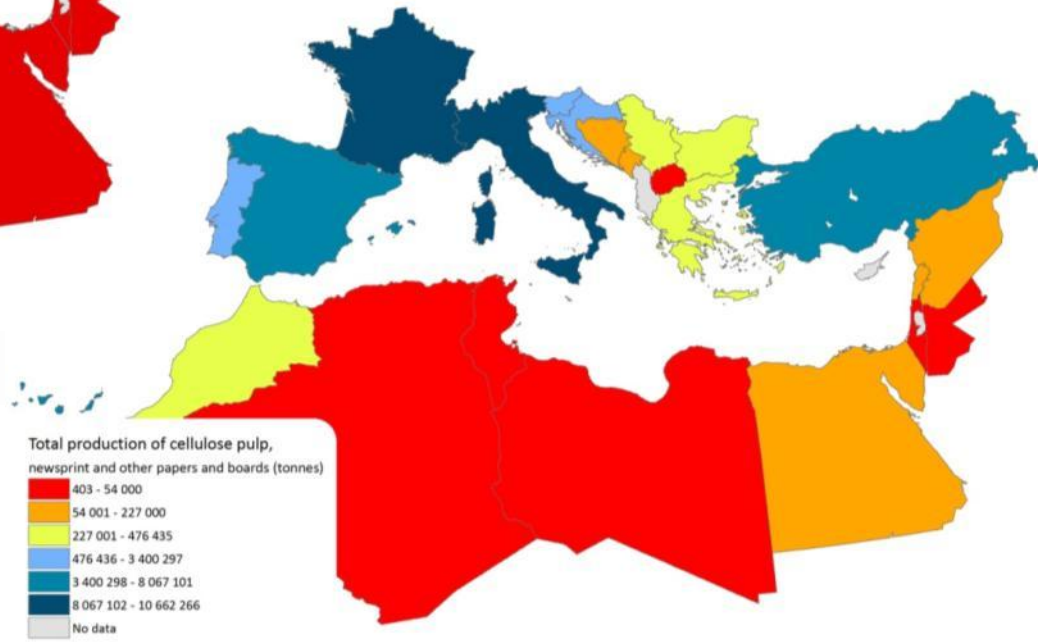 Total production of cellulose pulp,
newsprint and other papers and boards (tonnes)
403 - 54 000
54 001 - 227 000
227 001 - 476 435
476 436 - 3 400 297
3 400 298 - 8 067 101
8 067 102 - 10 662 266
No data